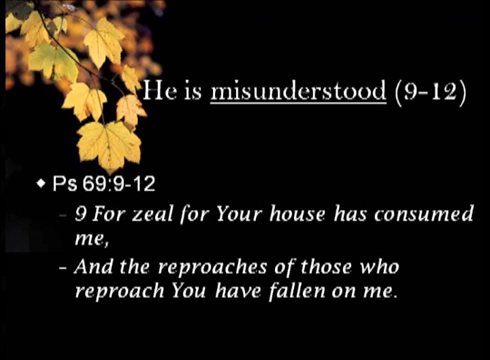 He is misunderstood (9-12)
◆ Ps 69:9-12
– 9 For zeal for Your house has consumed
me,
– And the reproaches of those who
reproach You have fallen on me.